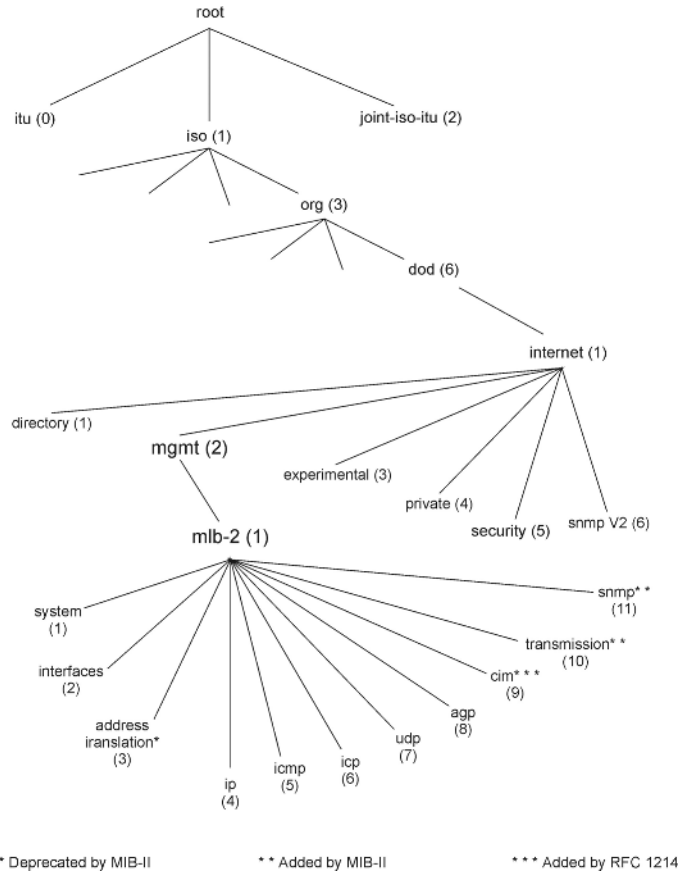 root
itu (0)
joint-iso-itu (2)
iso (1)
org (3)
dod (6)
internet (1)
directory (1)
mgmt (2)
experimental (3)
private (4)
security (5)
snmp V2 (6)
mlb-2 (1)
snmp* *
(11)
system
(1)
transmission* *
(10)
interfaces
(2)
cim* * *
(9)
agp
(8)
address
iranslation*
(3)
udp
(7)
icp
(6)
icmp
(5)
ip
(4)
* Deprecated by MIB-II
* * Added by MIB-II
* * * Added by RFC 1214